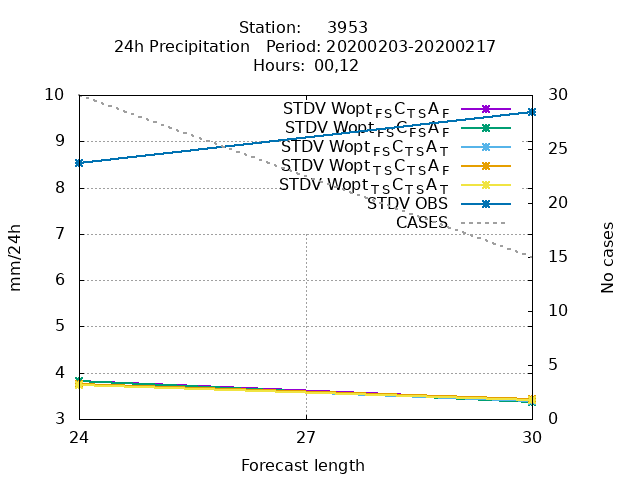 Station: 3953
24h Precipitation Period: 20200203-20200217
Hours: 00,12
10 30
STDV Wopt_FS C_TS A_F
STDV Wopt_FS C_FS A_F
9 25
STDV Wopt_FS C_TS A_T
STDV Wopt_TS C_TS A_F
8
STDV Wopt_TS C_TS A_T
STDV OBS 20
CASES
7
mm/24h No cases
15
6
10
5
5
4
3 0
24 27 30
Forecast length